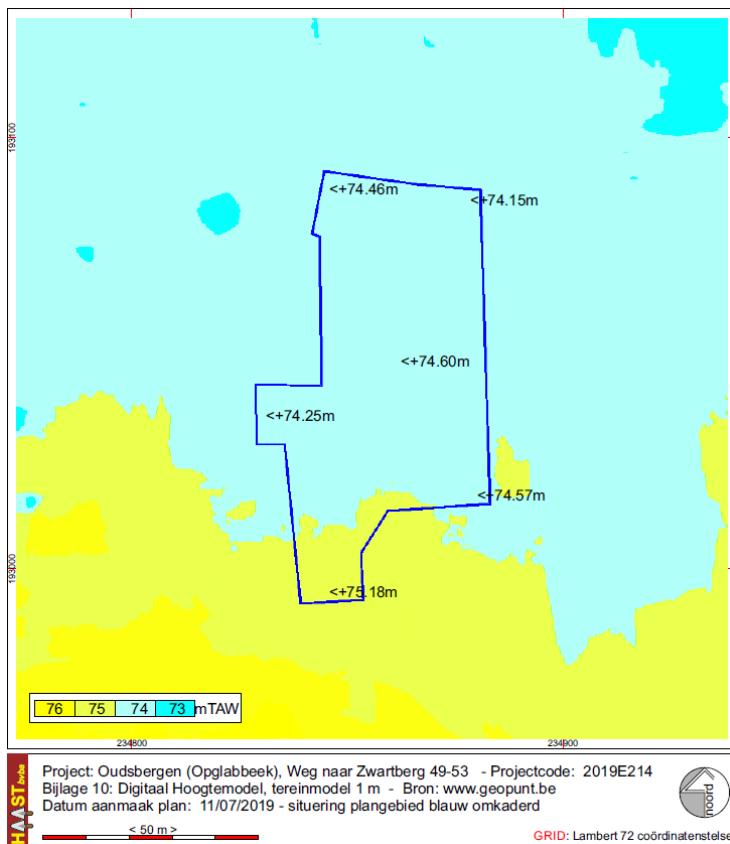 193100
<+74.46m
<+74.15m
<+74.60m
<+74.25m
<+74.57m
193000
<+75.18m
76 75 74 73 mTAW
234800 234900
HAAST bvba
Project: Oudsbergen (Opglabbeek), Weg naar Zwartberg 49-53 - Projectcode: 2019E214
Bijlage 10: Digitaal Hoogtemodel, tereinmodel 1 m - Bron: www.geopunt.be
Datum aanmaak plan: 11/07/2019 - situering plangebied blauw omkaderd
noord
< 50 m >
GRID: Lambert 72 coördinatenstelse